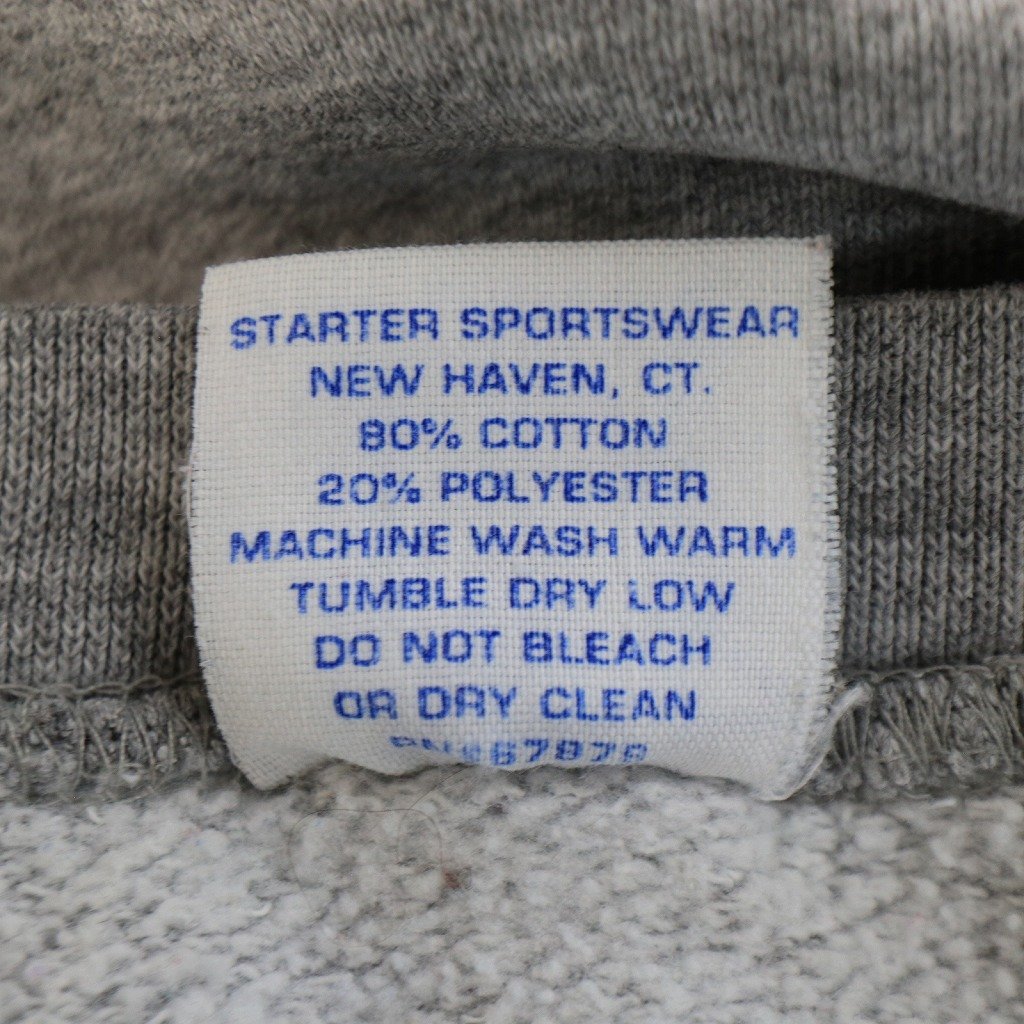 STARTER SPORTSWEAR
NEW HAVEN, CT.
80% COTTON
20% POLYESTER
MACHINE WASH WARM
TUMBLE DRY LOW
DO NOT BLEACH
OR DRY CLEAN